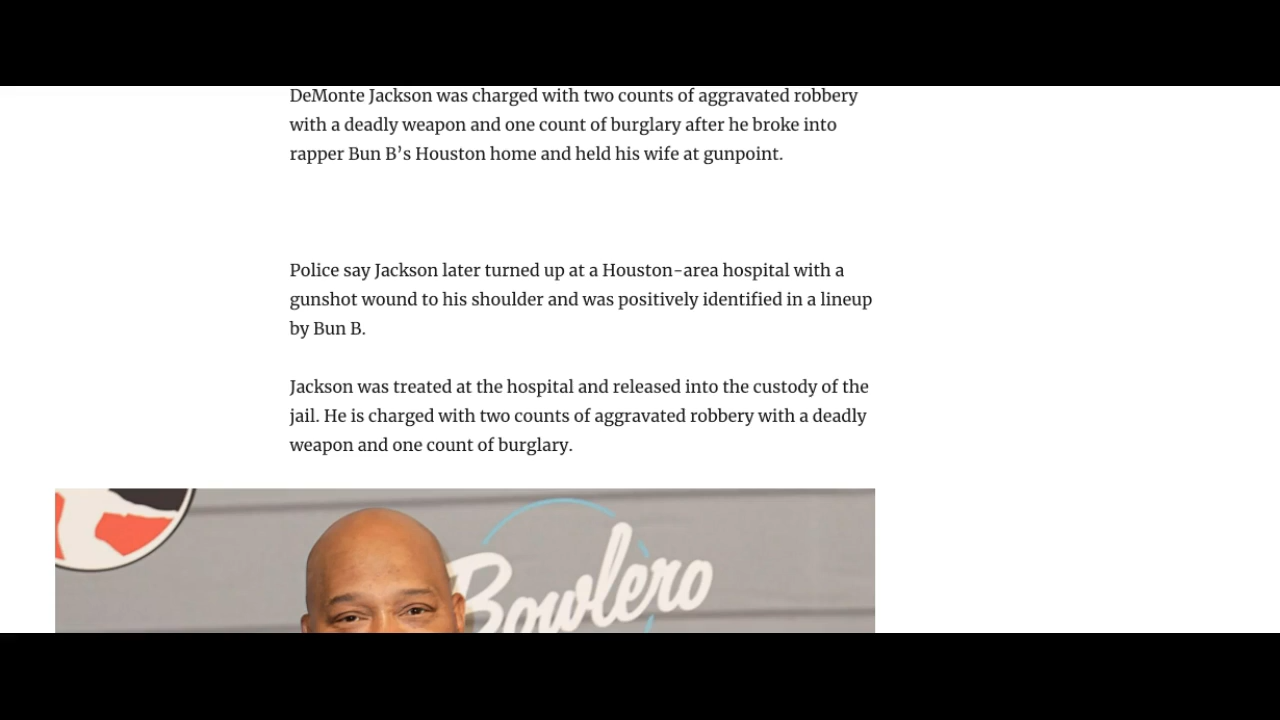 DeMonte Jackson was charged with two counts of aggravated robbery
with a deadly weapon and one count of burglary after he broke into
rapper Bun B’s Houston home and held his wife at gunpoint.
Police say Jackson later turned up at a Houston-area hospital with a
gunshot wound to his shoulder and was positively identified in a lineup
by Bun B.
Jackson was treated at the hospital and released into the custody of the
jail. He is charged with two counts of aggravated robbery with a deadly
weapon and one count of burglary.
Bowlero